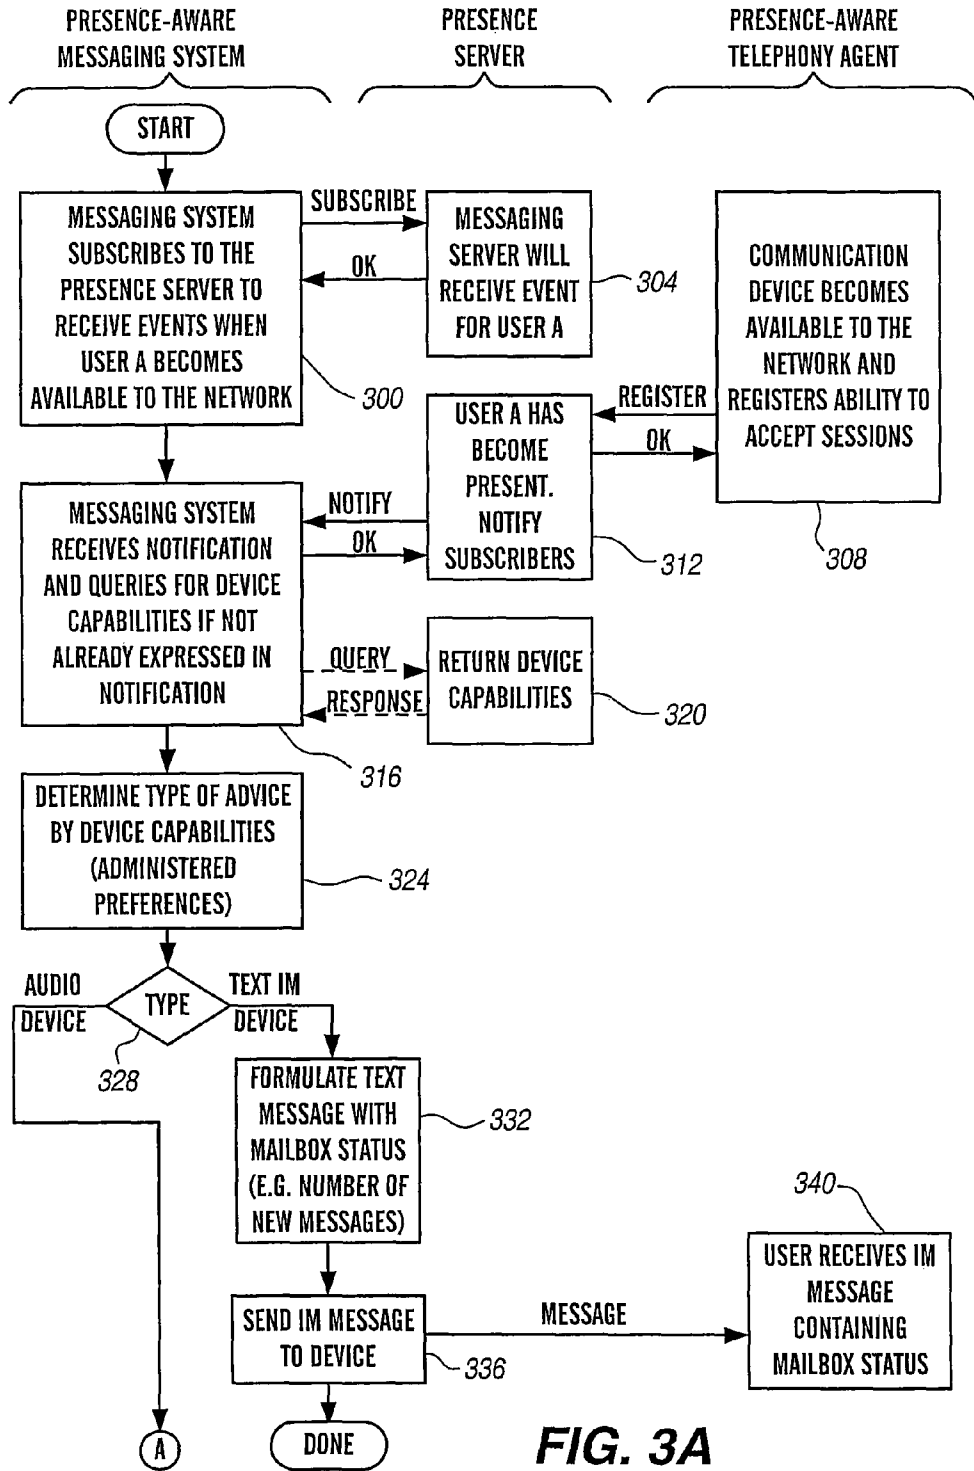 PRESENCE-AWARE
MESSAGING SYSTEM
PRESENCE
SERVER
PRESENCE-AWARE
TELEPHONY AGENT
START
MESSAGING SYSTEM
SUBSCRIBES TO THE
PRESENCE SERVER TO
RECEIVE EVENTS WHEN
USER A BECOMES
AVAILABLE TO THE NETWORK
300
SUBSCRIBE
OK
MESSAGING
SERVER WILL
RECEIVE EVENT
FOR USER A
304
COMMUNICATION
DEVICE BECOMES
AVAILABLE TO THE
NETWORK AND
REGISTERS ABILITY TO
ACCEPT SESSIONS
308
REGISTER
OK
USER A HAS
BECOME
PRESENT.
NOTIFY
SUBSCRIBERS
312
NOTIFY
OK
MESSAGING SYSTEM
RECEIVES NOTIFICATION
AND QUERIES FOR DEVICE
CAPABILITIES IF NOT
ALREADY EXPRESSED IN
NOTIFICATION
316
QUERY
RESPONSE
RETURN DEVICE
CAPABILITIES
320
DETERMINE TYPE OF ADVICE
BY DEVICE CAPABILITIES
(ADMINISTERED
PREFERENCES)
324
AUDIO
DEVICE
TYPE
TEXT IM
DEVICE
328
FORMULATE TEXT
MESSAGE WITH
MAILBOX STATUS
(E.G. NUMBER OF
NEW MESSAGES)
332
SEND IM MESSAGE
TO DEVICE
336
MESSAGE
340
USER RECEIVES IM
MESSAGE
CONTAINING
MAILBOX STATUS
A
DONE
FIG. 3A